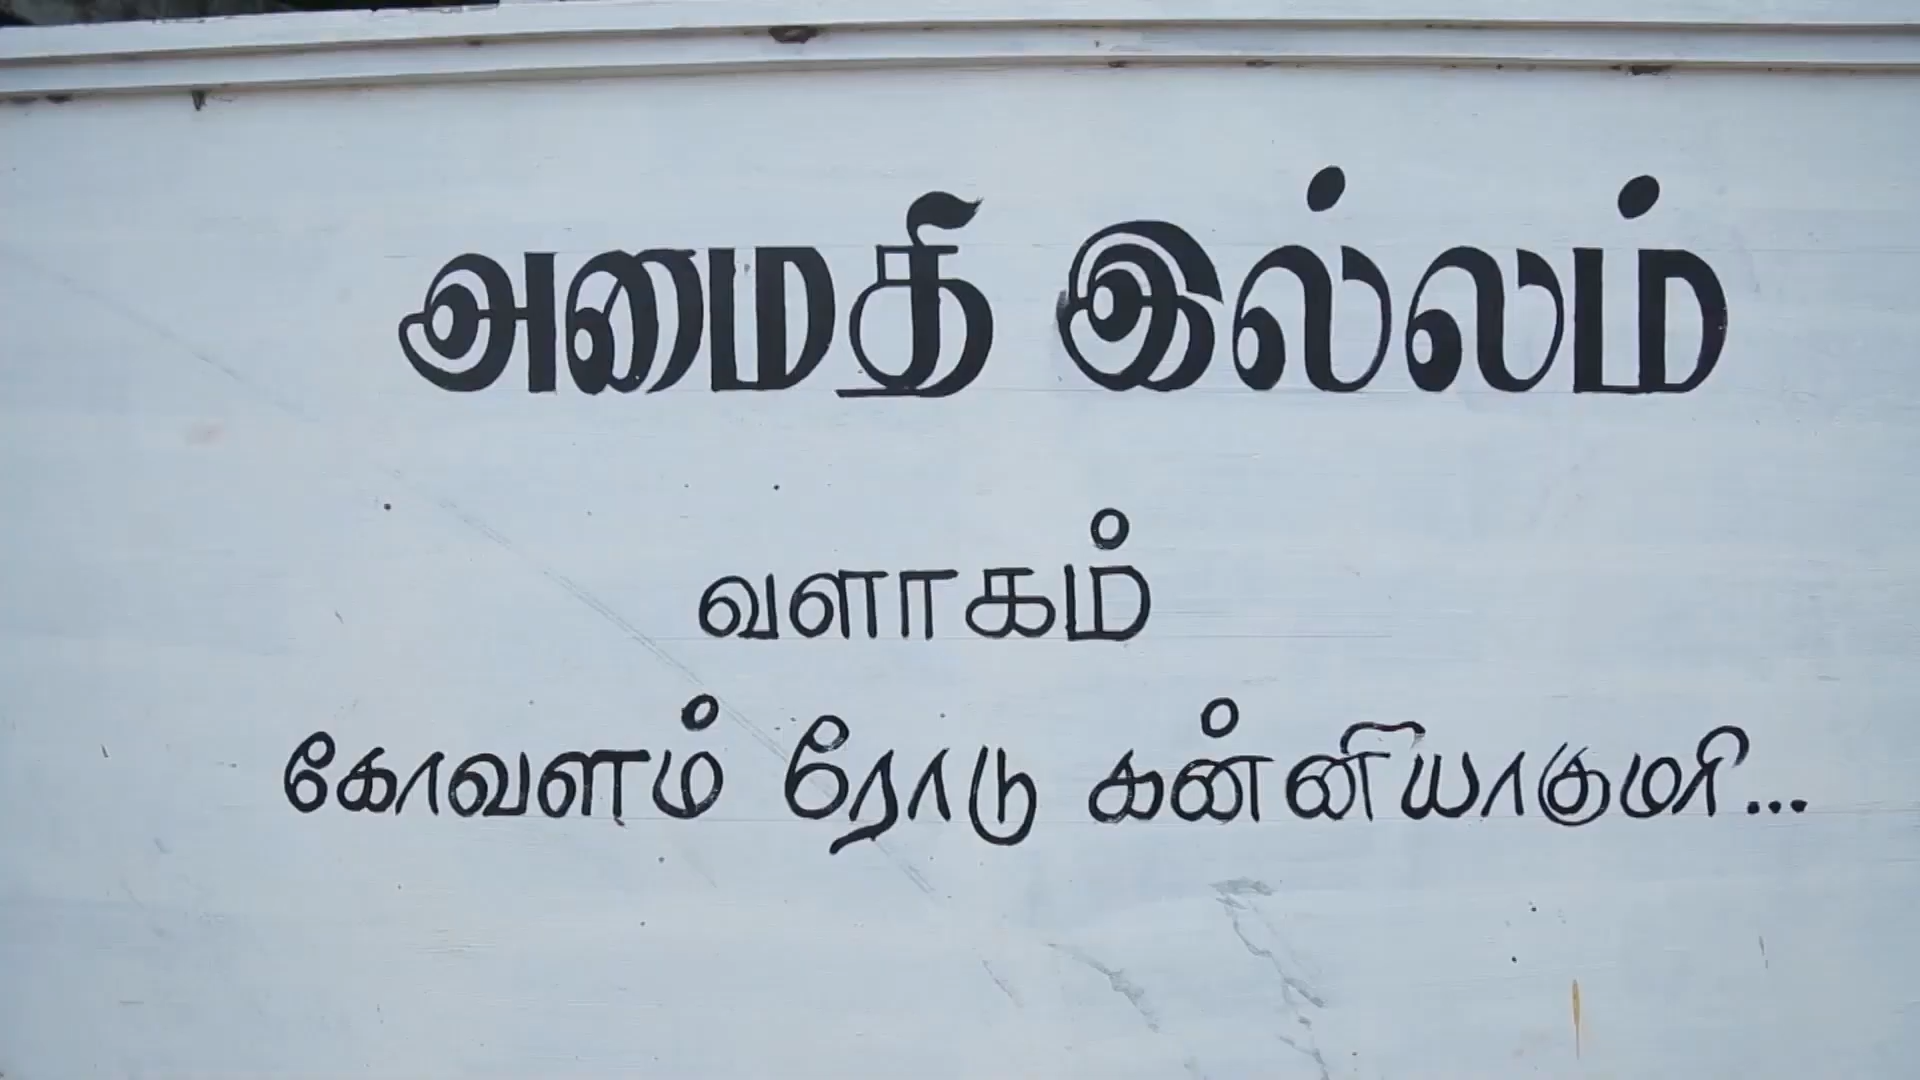 அமைதி இல்லம்
வளாகம்
கோவளம் ரோடு கன்னியாகுமரி...